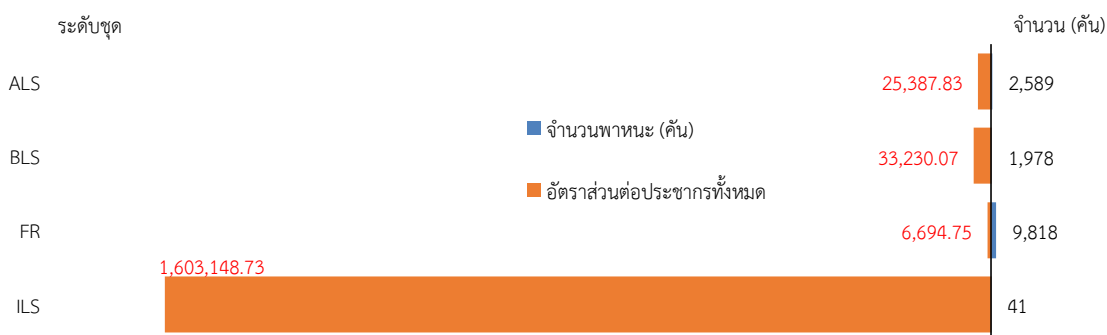 ระดับชุด จำนวน (คัน)
ALS 25,387.83 2,589
จำนวนพาหนะ (คัน)
BLS 33,230.07 1,978
อัตราส่วนต่อประชากรทั้งหมด
FR 6,694.75 9,818
1,603,148.73
ILS 41